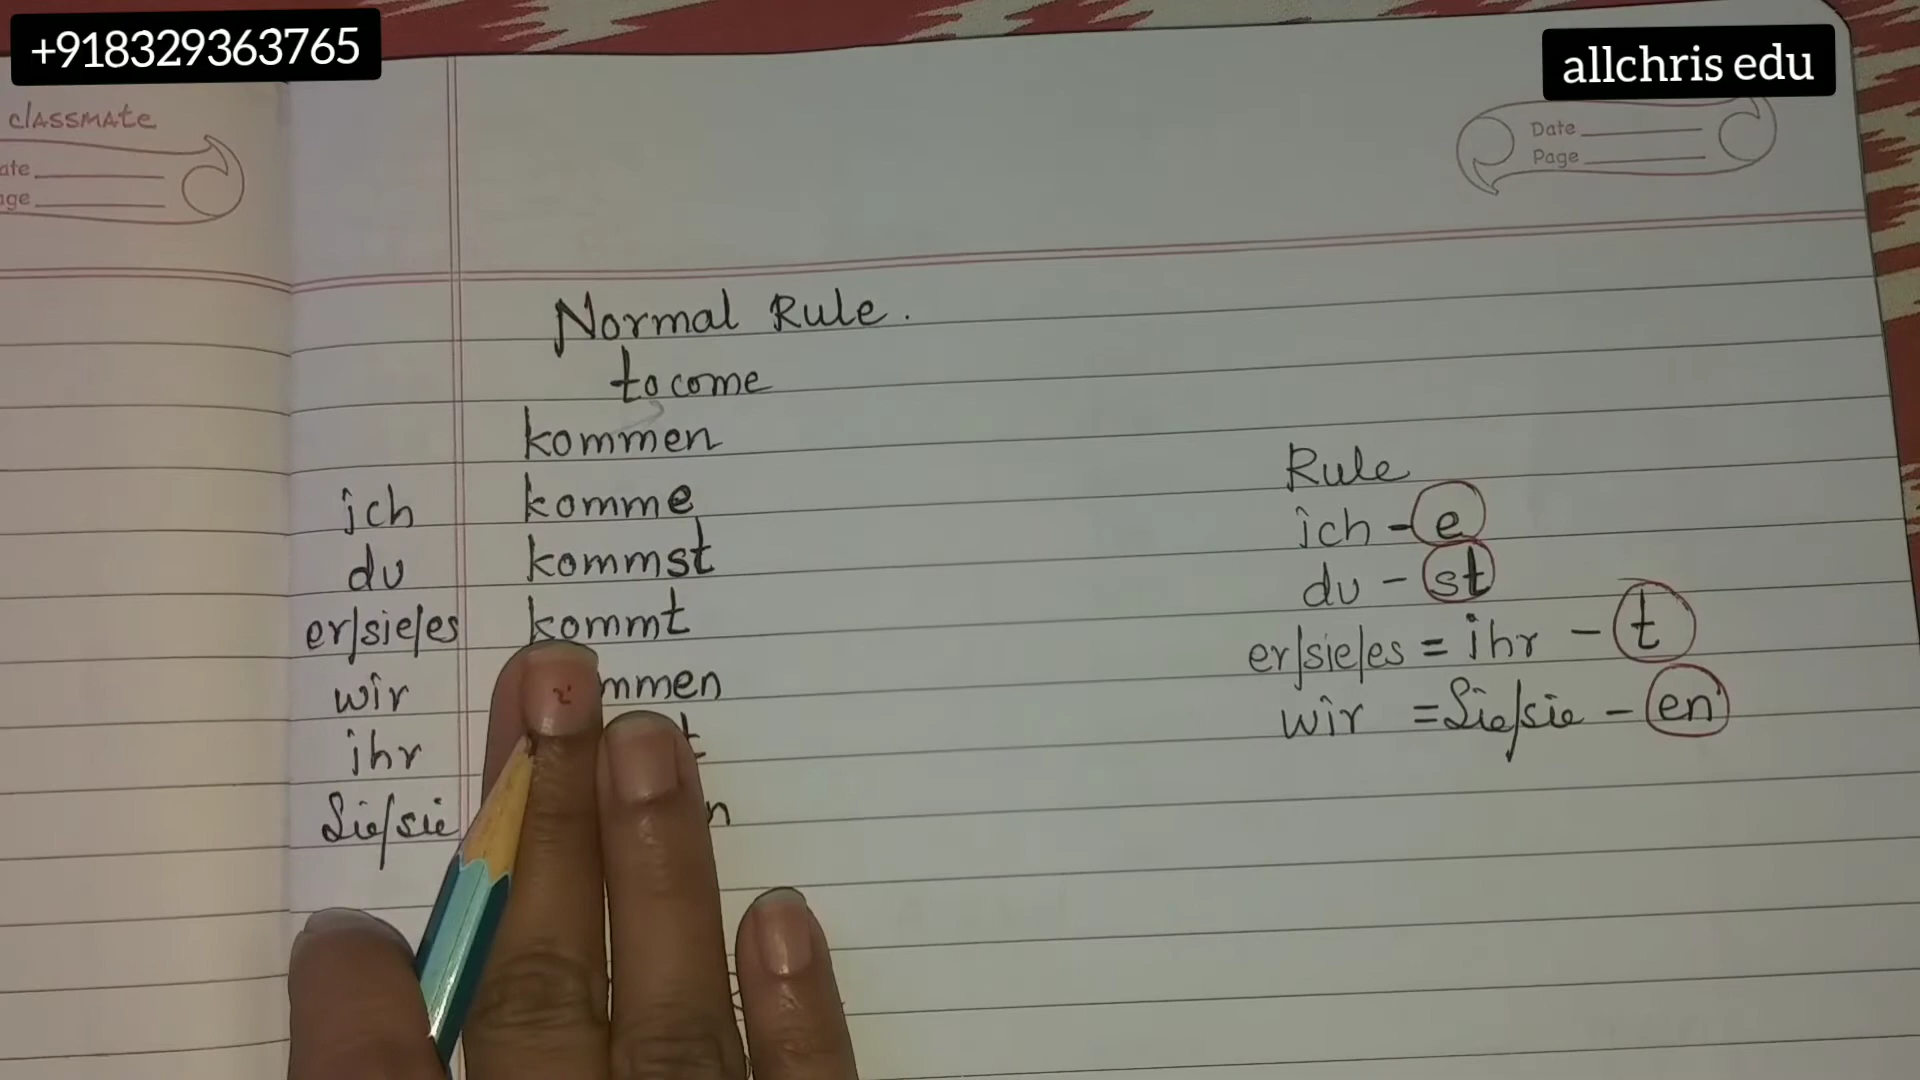 +918329363765
allchris edu
classmate
ate
age
Date
Page
Normal Rule.
to come
kommen
ich komme
du kommst
er/sie/es kommt
wir mmen
ihr t
Sie/sie n
Rule
ich - e
du - st
er/sie/es = ihr - t
wir = Sie/sie - en